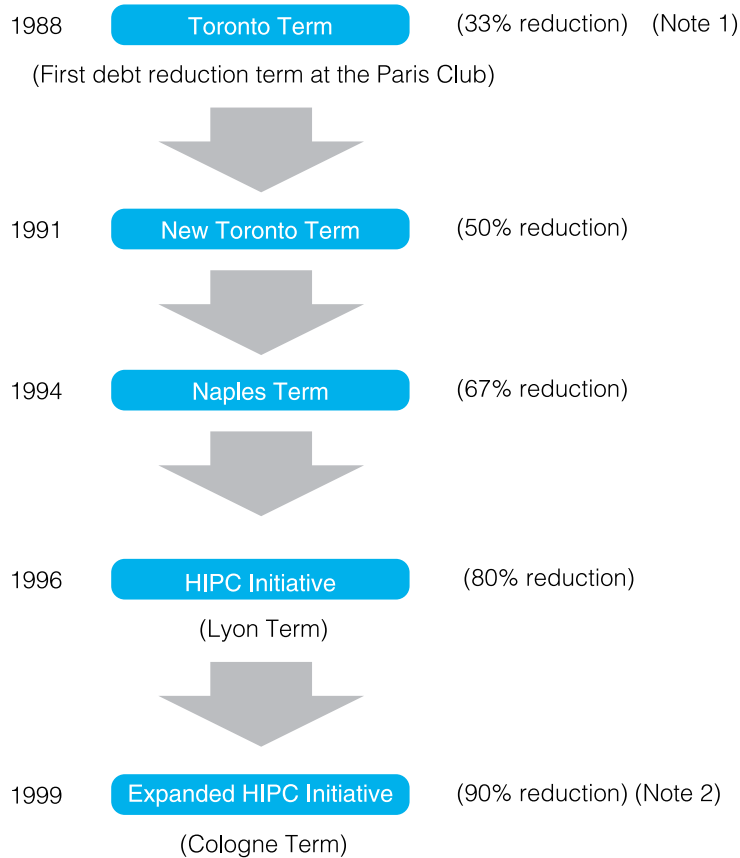 1988 Toronto Term (33% reduction) (Note 1)
(First debt reduction term at the Paris Club)
1991 New Toronto Term (50% reduction)
1994 Naples Term (67% reduction)
1996 HIPC Initiative (80% reduction)
(Lyon Term)
1999 Expanded HIPC Initiative (90% reduction) (Note 2)
(Cologne Term)